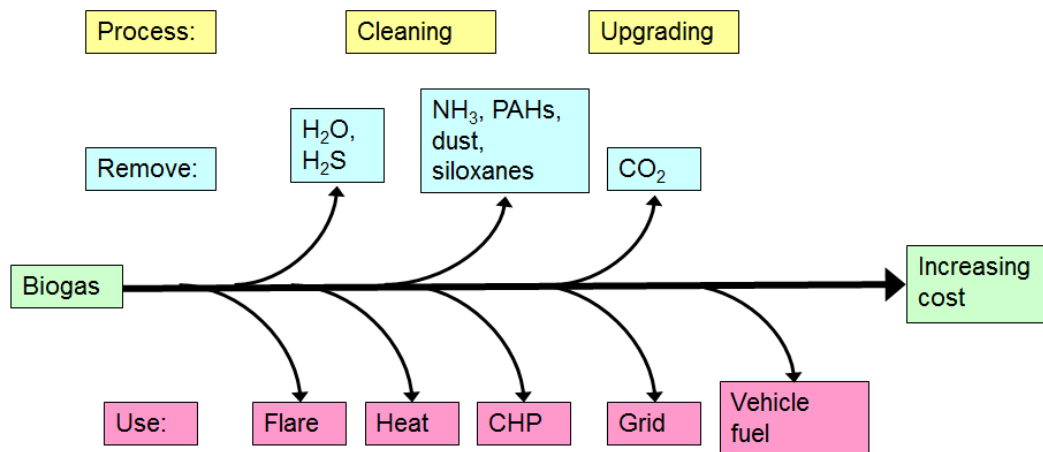 Process:
Cleaning
Upgrading
Remove:
H₂O,
H₂S
NH₃, PAHs,
dust,
siloxanes
CO₂
Biogas
Increasing
cost
Use:
Flare
Heat
CHP
Grid
Vehicle
fuel